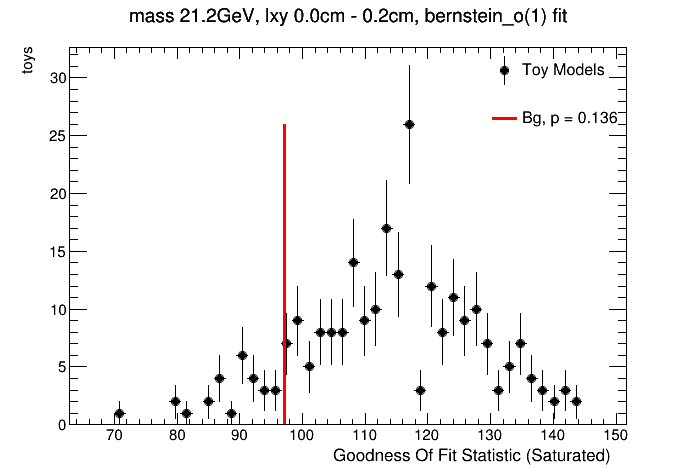 mass 21.2GeV, lxy 0.0cm - 0.2cm, bernstein_o(1) fit
toys
Toy Models
Bg, p = 0.136
30
25
20
15
10
5
0
70 80 90 100 110 120 130 140 150
Goodness Of Fit Statistic (Saturated)